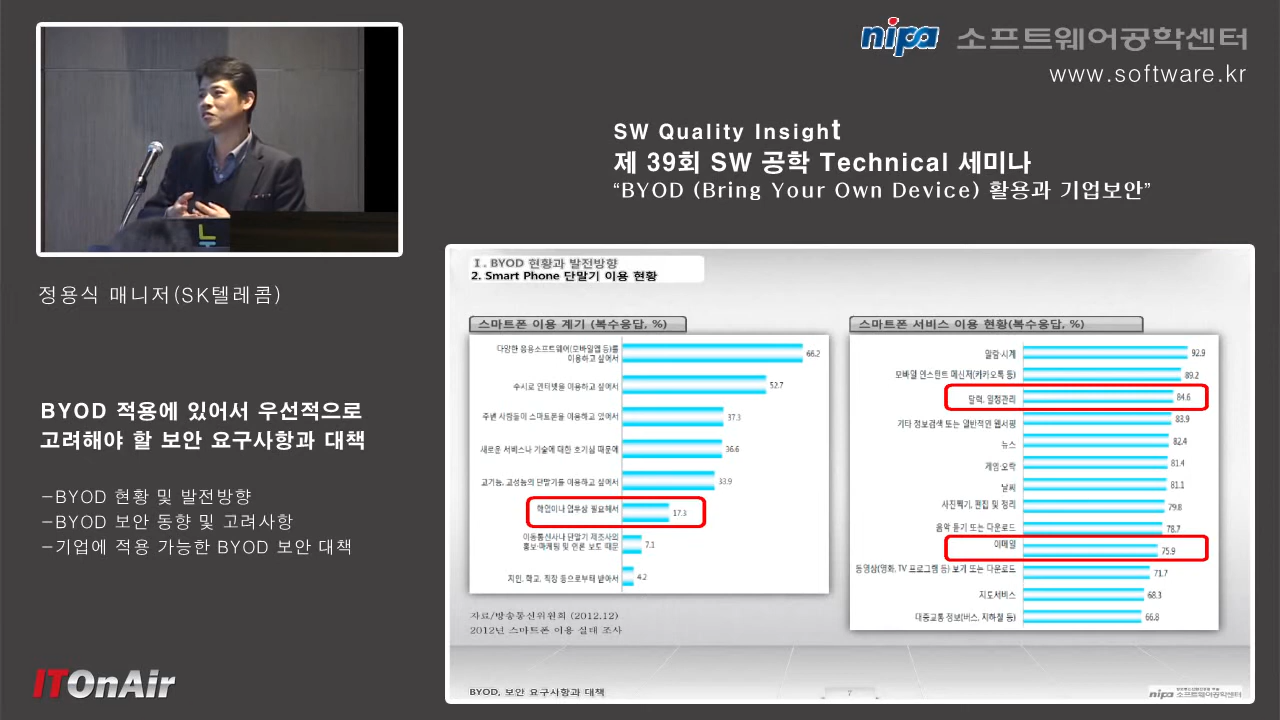 nipa 소프트웨어공학센터
www.software.kr
SW Quality Insight
제 39회 SW 공학 Technical 세미나
“BYOD (Bring Your Own Device) 활용과 기업보안”
정용식 매니저(SK텔레콤)
BYOD 적용에 있어서 우선적으로
고려해야 할 보안 요구사항과 대책
-BYOD 현황 및 발전방향
-BYOD 보안 동향 및 고려사항
-기업에 적용 가능한 BYOD 보안 대책
ITOnAir
I. BYOD 현황과 발전방향
2. Smart Phone 단말기 이용 현황
스마트폰 이용 계기 (복수응답, %)
다양한 응용소프트웨어(모바일앱 등)를
이용하고 싶어서
66.2
수시로 인터넷을 이용하고 싶어서
52.7
주변 사람들이 스마트폰을 이용하고 있어서
37.3
새로운 서비스나 기술에 대한 호기심 때문에
36.6
고기능, 고성능의 단말기를 이용하고 싶어서
33.9
학업이나 업무상 필요해서
17.3
이동통신사나 단말기 제조사의
홍보·마케팅 및 언론 보도 때문
7.1
지인, 학교, 직장 등으로부터 받아서
4.2
자료/방송통신위원회 (2012.12)
2012년 스마트폰 이용 실태 조사
스마트폰 서비스 이용 현황(복수응답, %)
알람·시계
92.9
모바일 인스턴트 메신저(카카오톡 등)
89.2
달력, 일정관리
84.6
기타 정보검색 또는 일반적인 웹서핑
83.9
뉴스
82.4
게임·오락
81.4
날씨
81.1
사진찍기, 편집 및 정리
79.8
음악 듣기 또는 다운로드
78.7
이메일
75.9
동영상(영화, TV 프로그램 등) 보기 또는 다운로드
71.7
지도서비스
68.3
대중교통 정보(버스, 지하철 등)
66.8
BYOD, 보안 요구사항과 대책
7
nipa 소프트웨어공학센터